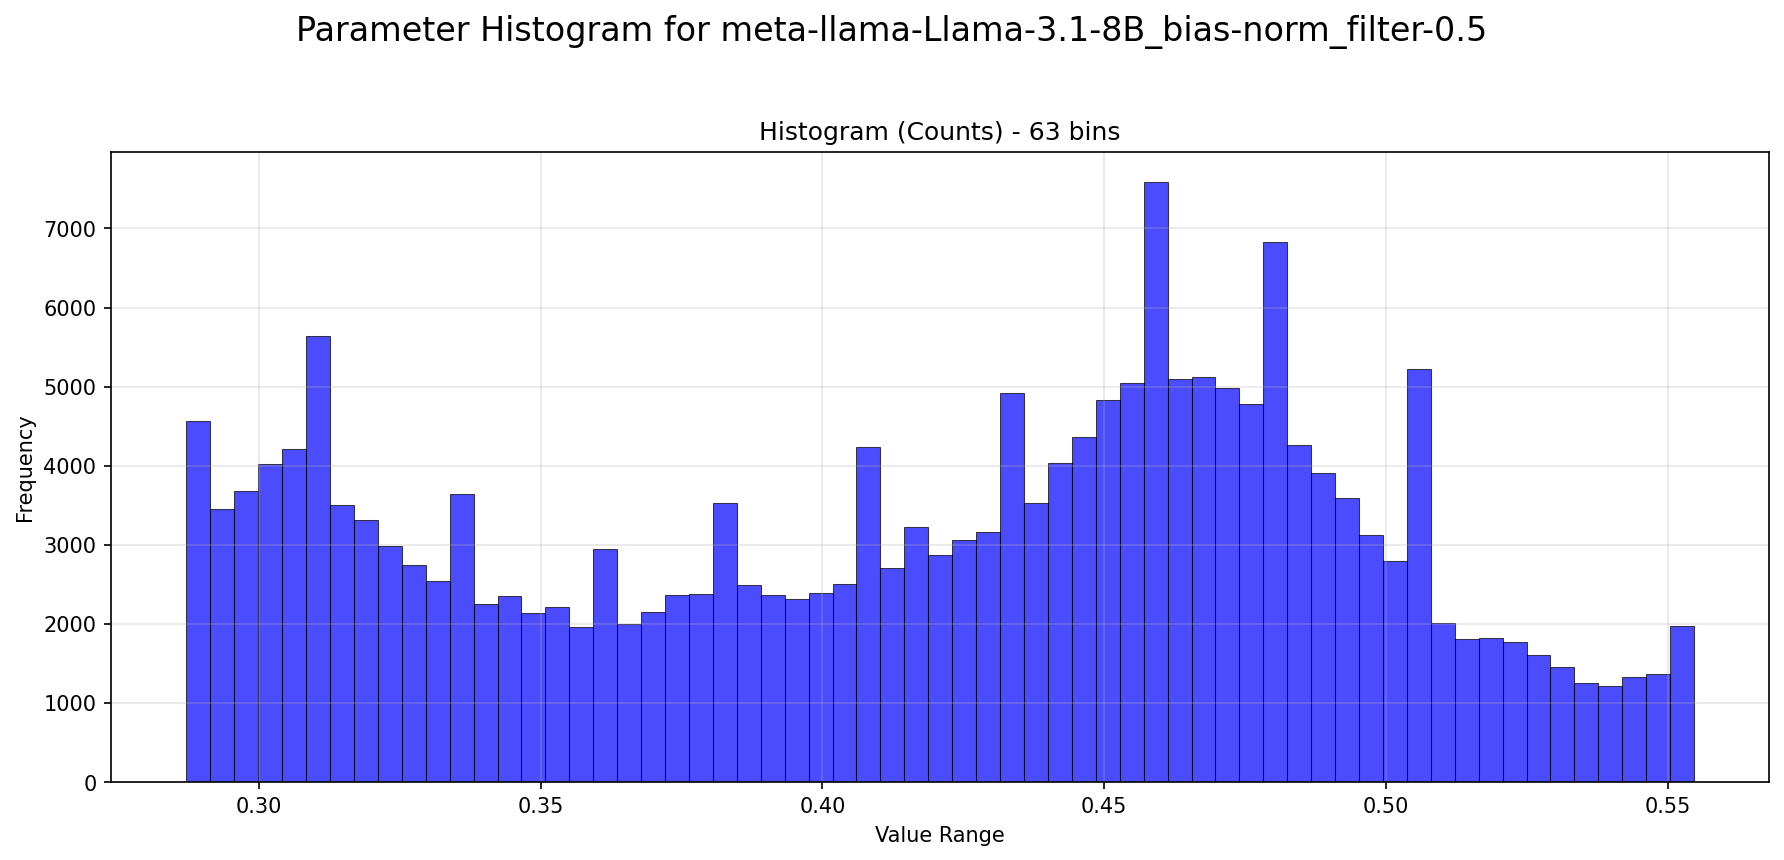 Parameter Histogram for meta-llama-Llama-3.1-8B_bias-norm_filter-0.5
Histogram (Counts) - 63 bins
Frequency
7000
6000
5000
4000
3000
2000
1000
0
0.30 0.35 0.40 0.45 0.50 0.55
Value Range